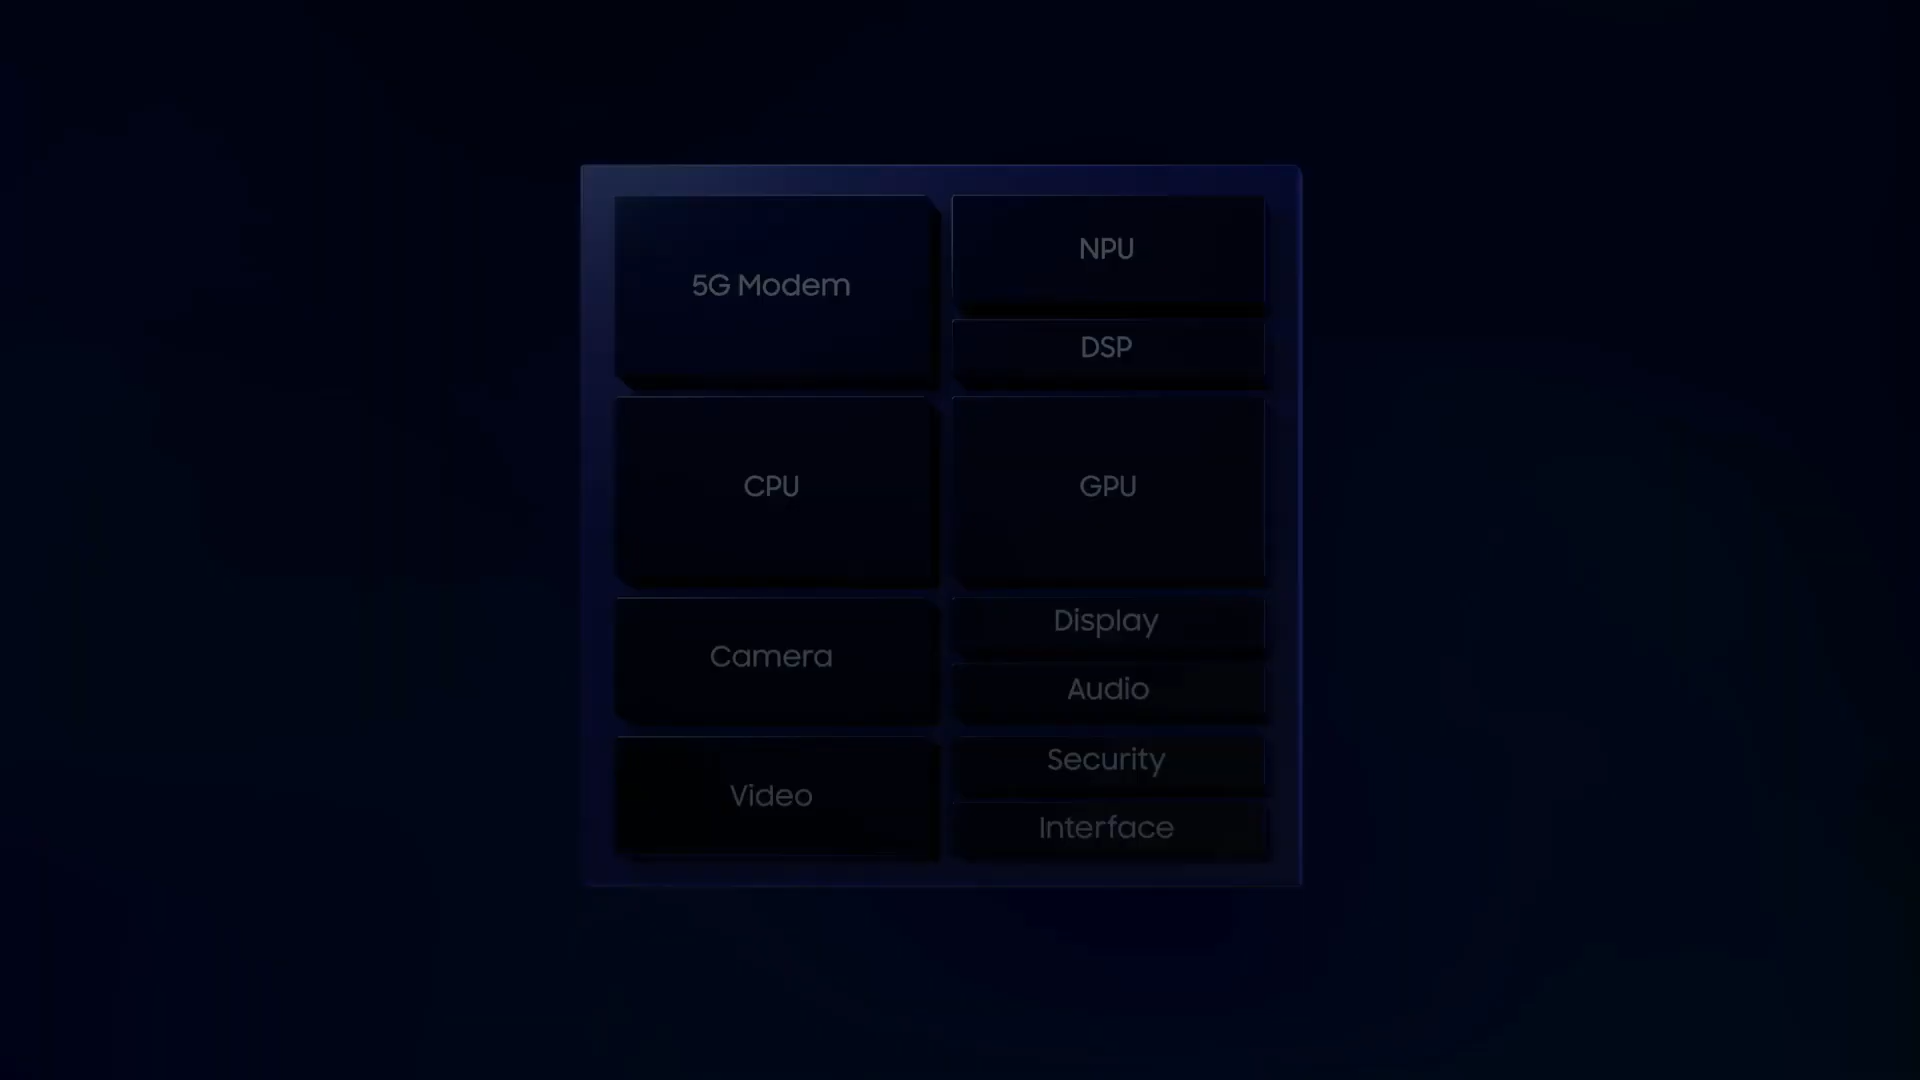 5G Modem
NPU
DSP
CPU
GPU
Camera
Display
Audio
Video
Security
Interface